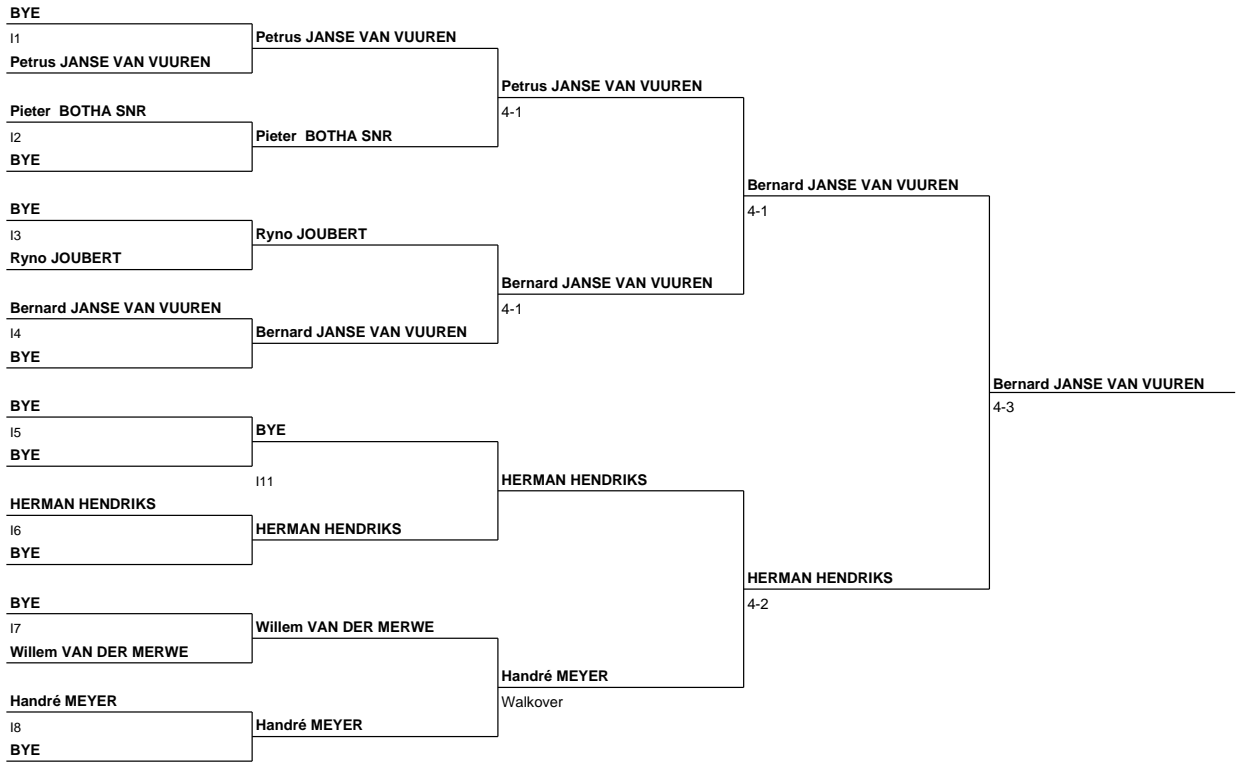 BYE
I1
Petrus JANSE VAN VUUREN
Pieter  BOTHA SNR
I2
BYE
BYE
I3
Ryno JOUBERT
Bernard JANSE VAN VUUREN
I4
BYE
BYE
I5
BYE
HERMAN HENDRIKS
I6
BYE
BYE
I7
Willem VAN DER MERWE
Handré MEYER
I8
BYE
Petrus JANSE VAN VUUREN
Pieter  BOTHA SNR
Ryno JOUBERT
Bernard JANSE VAN VUUREN
BYE
I11
HERMAN HENDRIKS
Willem VAN DER MERWE
Handré MEYER
Petrus JANSE VAN VUUREN
4-1
Bernard JANSE VAN VUUREN
4-1
HERMAN HENDRIKS
Handré MEYER
Walkover
Bernard JANSE VAN VUUREN
4-1
HERMAN HENDRIKS
4-2
Bernard JANSE VAN VUUREN
4-3